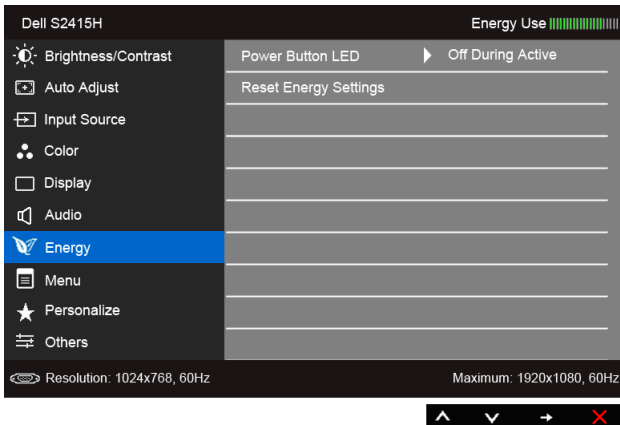 Dell S2415H Energy Use
Brightness/Contrast Power Button LED Off During Active
Auto Adjust Reset Energy Settings
Input Source
Color
Display
Audio
Energy
Menu
Personalize
Others
Resolution: 1024x768, 60Hz Maximum: 1920x1080, 60Hz